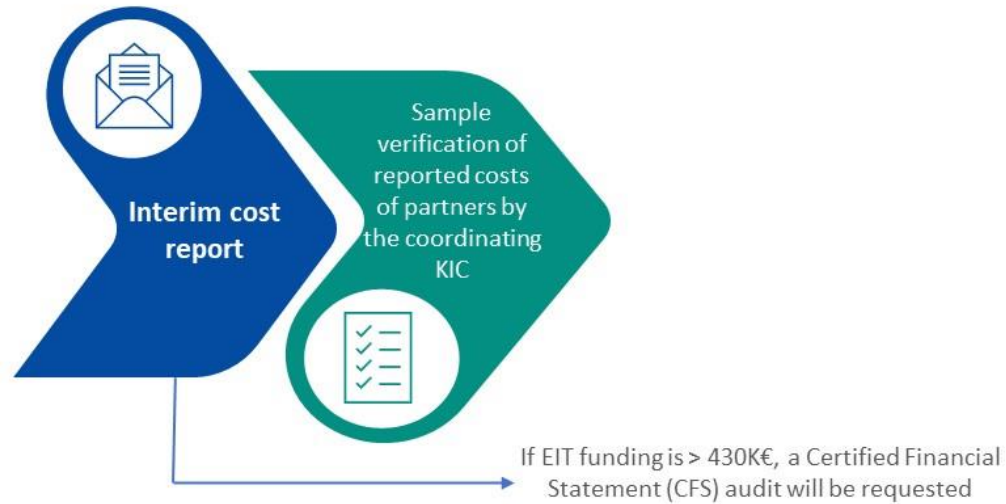 Interim cost
report
Sample
verification of
reported costs
of partners by
the coordinating
KIC
If EIT funding is > 430K€, a Certified Financial
Statement (CFS) audit will be requested